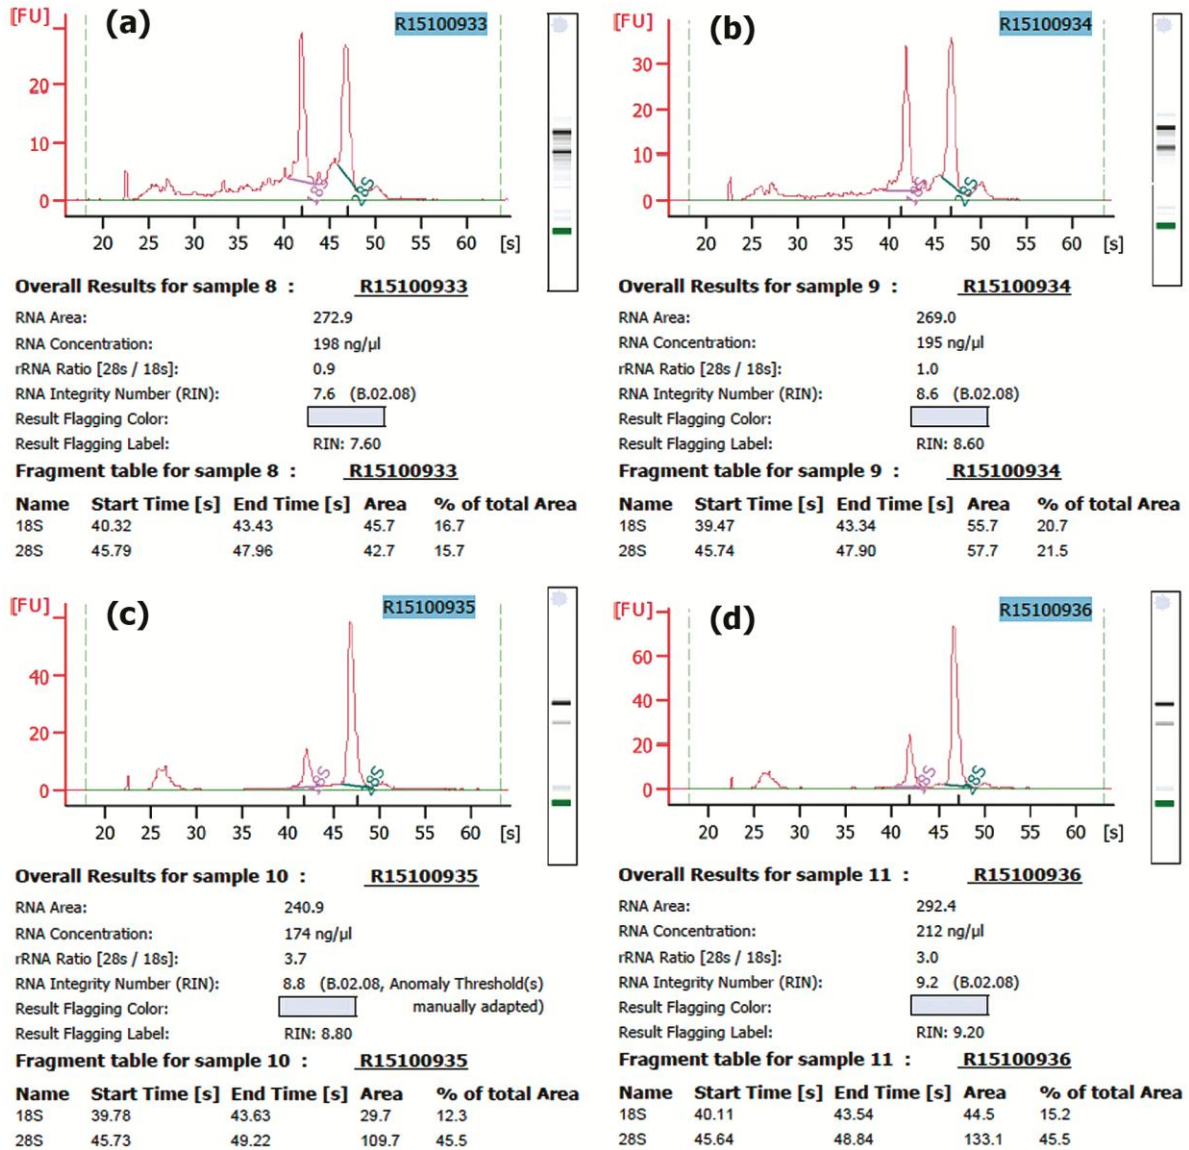 [FU]
(a)
R15100933
20
10
0
18S
28S
20 25 30 35 40 45 50 55 60 [s]
Overall Results for sample 8 : R15100933
RNA Area: 272.9
RNA Concentration: 198 ng/µl
rRNA Ratio [28s / 18s]: 0.9
RNA Integrity Number (RIN): 7.6 (B.02.08)
Result Flagging Color:
Result Flagging Label: RIN: 7.60
Fragment table for sample 8 : R15100933
Name Start Time [s] End Time [s] Area % of total Area
18S 40.32 43.43 45.7 16.7
28S 45.79 47.96 42.7 15.7
[FU]
(b)
R15100934
30
20
10
0
18S
28S
20 25 30 35 40 45 50 55 60 [s]
Overall Results for sample 9 : R15100934
RNA Area: 269.0
RNA Concentration: 195 ng/µl
rRNA Ratio [28s / 18s]: 1.0
RNA Integrity Number (RIN): 8.6 (B.02.08)
Result Flagging Color:
Result Flagging Label: RIN: 8.60
Fragment table for sample 9 : R15100934
Name Start Time [s] End Time [s] Area % of total Area
18S 39.47 43.34 55.7 20.7
28S 45.74 47.90 57.7 21.5
[FU]
(c)
R15100935
40
20
0
18S
28S
20 25 30 35 40 45 50 55 60 [s]
Overall Results for sample 10 : R15100935
RNA Area: 240.9
RNA Concentration: 174 ng/µl
rRNA Ratio [28s / 18s]: 3.7
RNA Integrity Number (RIN): 8.8 (B.02.08, Anomaly Threshold(s)
Result Flagging Color: manually adapted)
Result Flagging Label: RIN: 8.80
Fragment table for sample 10 : R15100935
Name Start Time [s] End Time [s] Area % of total Area
18S 39.78 43.63 29.7 12.3
28S 45.73 49.22 109.7 45.5
[FU]
(d)
R15100936
60
40
20
0
18S
28S
20 25 30 35 40 45 50 55 60 [s]
Overall Results for sample 11 : R15100936
RNA Area: 292.4
RNA Concentration: 212 ng/µl
rRNA Ratio [28s / 18s]: 3.0
RNA Integrity Number (RIN): 9.2 (B.02.08)
Result Flagging Color:
Result Flagging Label: RIN: 9.20
Fragment table for sample 11 : R15100936
Name Start Time [s] End Time [s] Area % of total Area
18S 40.11 43.54 44.5 15.2
28S 45.64 48.84 133.1 45.5